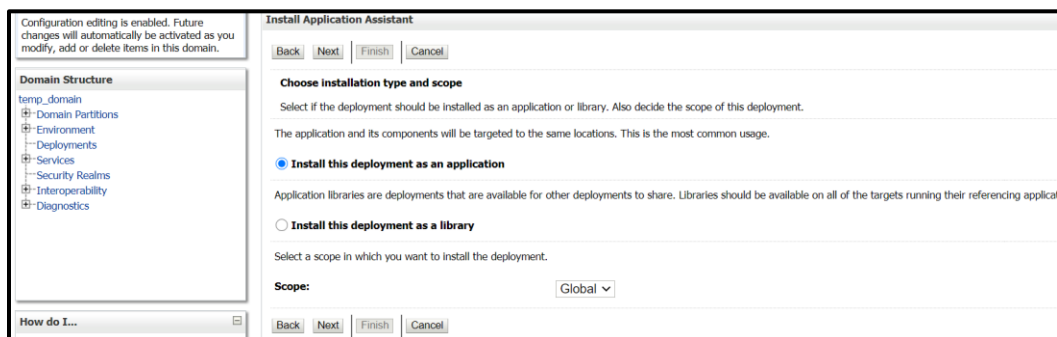 Configuration editing is enabled. Future
changes will automatically be activated as you
modify, add or delete items in this domain.
Domain Structure
temp_domain
Domain Partitions
Environment
Deployments
Services
Security Realms
Interoperability
Diagnostics
How do I...
Install Application Assistant
Back Next Finish Cancel
Choose installation type and scope
Select if the deployment should be installed as an application or library. Also decide the scope of this deployment.
The application and its components will be targeted to the same locations. This is the most common usage.
Install this deployment as an application
Application libraries are deployments that are available for other deployments to share. Libraries should be available on all of the targets running their referencing applicat
Install this deployment as a library
Select a scope in which you want to install the deployment.
Scope: Global
Back Next Finish Cancel